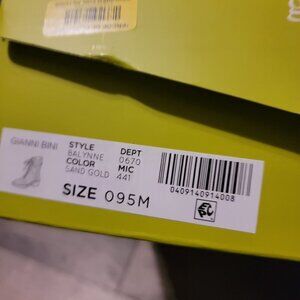 GIANNI BINI
STYLE
BALYNNE
COLOR
SAND GOLD
DEPT
0670
MIC
441
0409140914008
SIZE 095M